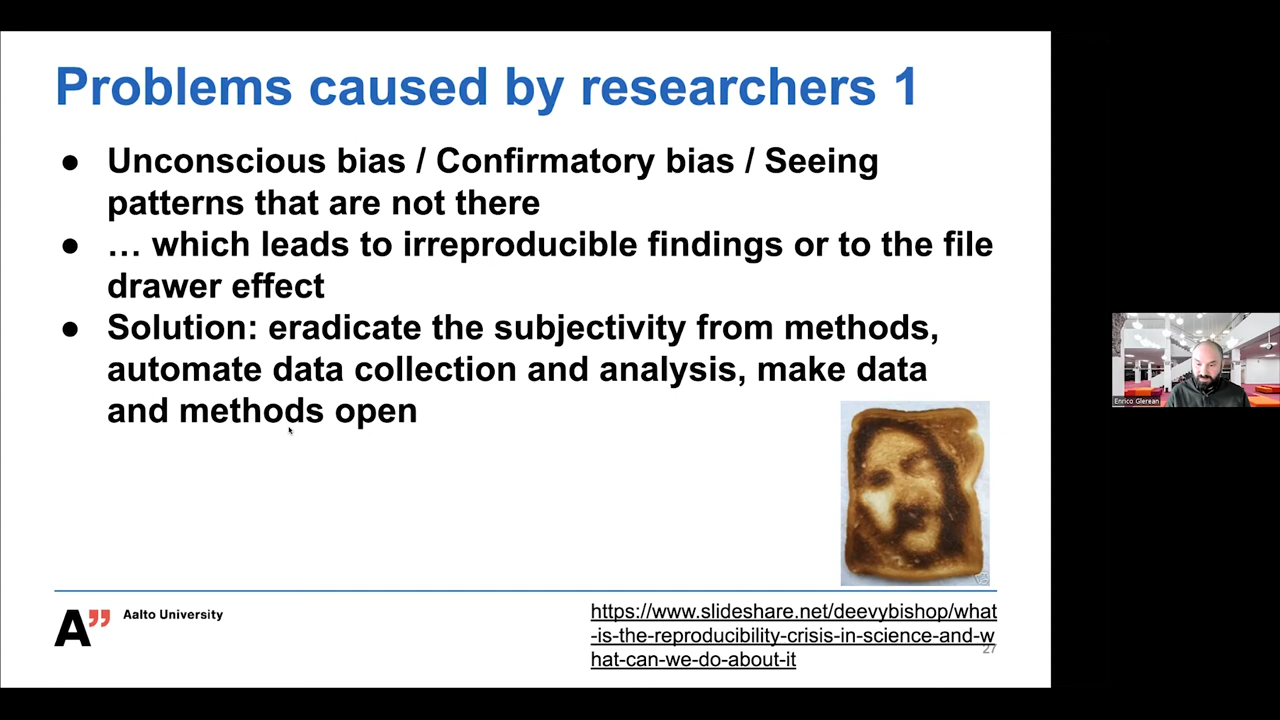 Problems caused by researchers 1
● Unconscious bias / Confirmatory bias / Seeing
patterns that are not there
● … which leads to irreproducible findings or to the file
drawer effect
● Solution: eradicate the subjectivity from methods,
automate data collection and analysis, make data
and methods open
Enrico Glerean
A”
Aalto University
https://www.slideshare.net/deevybishop/what
-is-the-reproducibility-crisis-in-science-and-w
hat-can-we-do-about-it
27